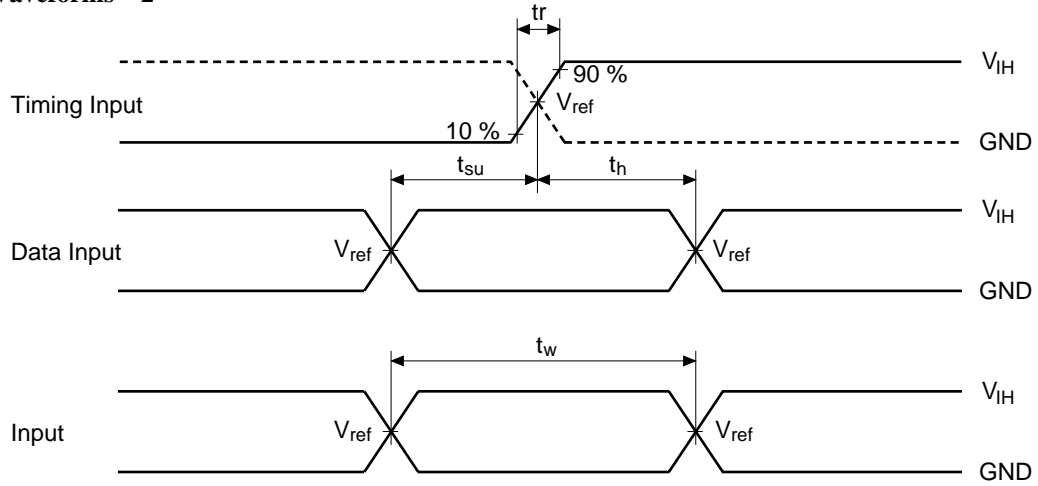 Waveforms – 2
tr
V_IH
90 %
Timing Input
V_ref
10 %
GND
t_su
t_h
V_IH
Data Input
V_ref
V_ref
GND
t_w
V_IH
Input
V_ref
V_ref
GND